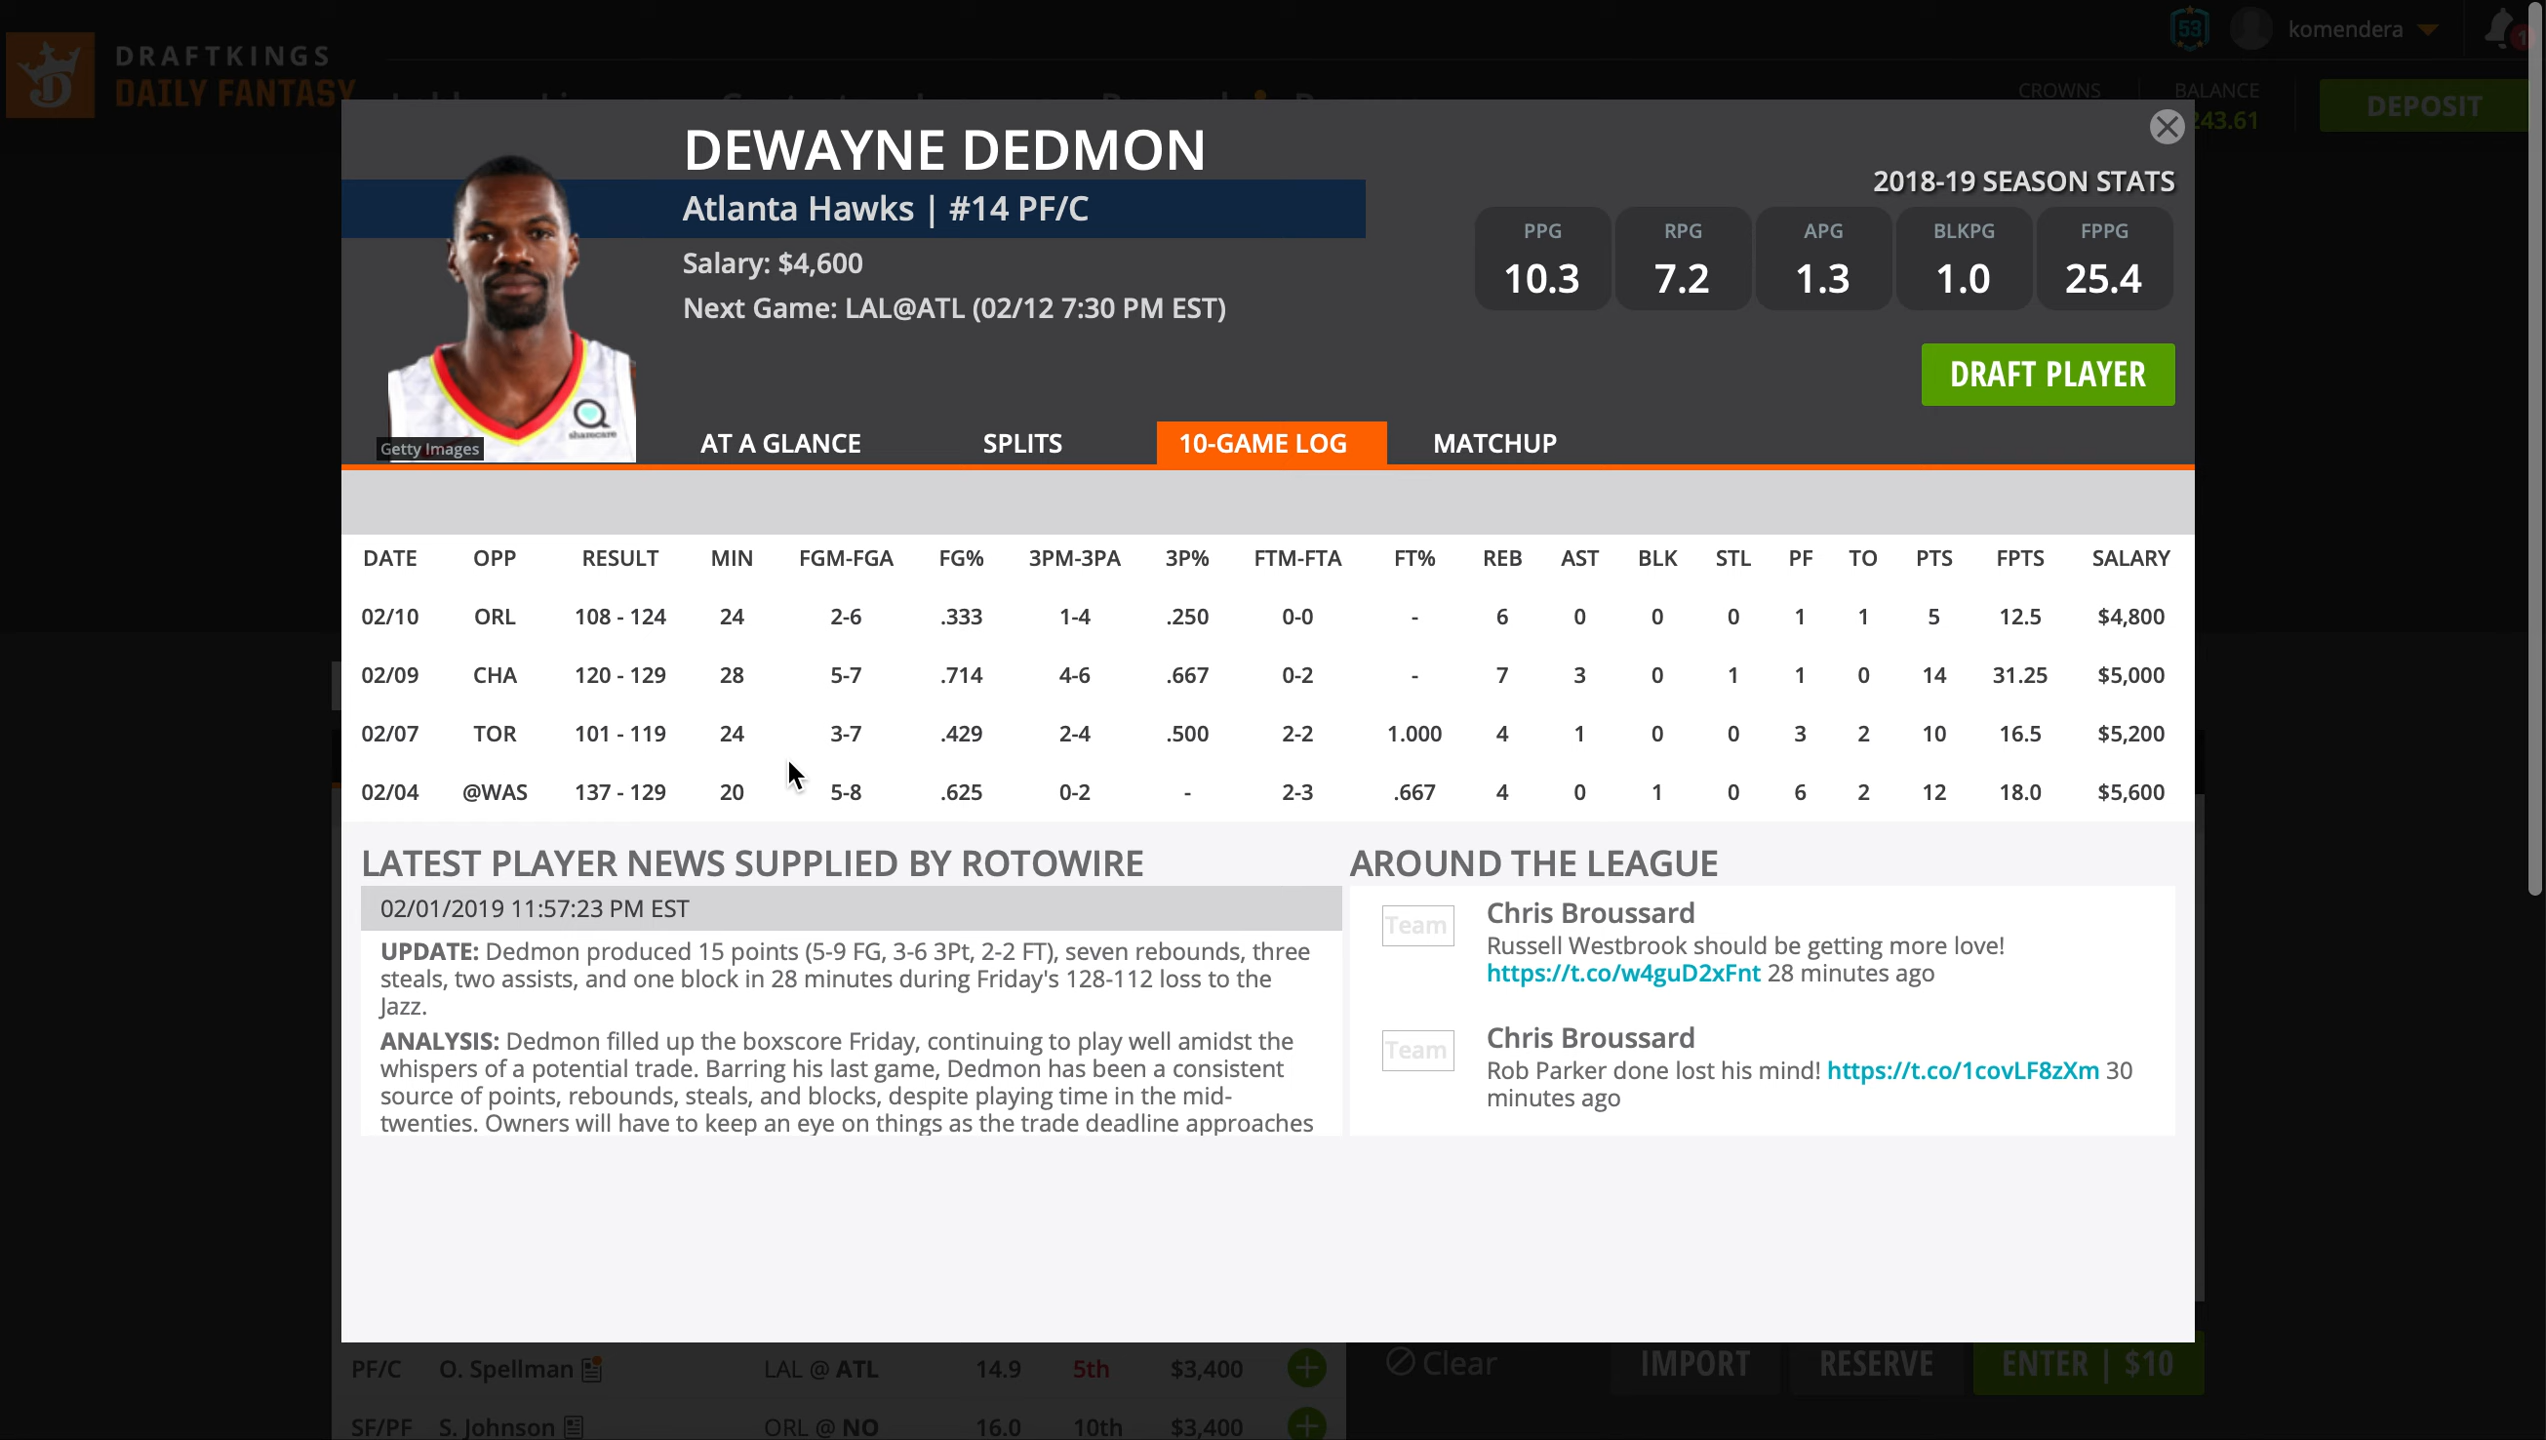 53
komendera
1
DRAFTKINGS
DAILY FANTASY
CROWNS
BALANCE
243.61
DEPOSIT
DEWAYNE DEDMON
Atlanta Hawks | #14 PF/C
Salary: $4,600
Next Game: LAL@ATL (02/12 7:30 PM EST)
2018-19 SEASON STATS
PPG RPG APG BLKPG FPPG
10.3 7.2 1.3 1.0 25.4
DRAFT PLAYER
sharecare
Getty Images
AT A GLANCE SPLITS 10-GAME LOG MATCHUP
DATE OPP RESULT MIN FGM-FGA FG% 3PM-3PA 3P% FTM-FTA FT% REB AST BLK STL PF TO PTS FPTS SALARY
02/10 ORL 108 - 124 24 2-6 .333 1-4 .250 0-0 - 6 0 0 0 1 1 5 12.5 $4,800
02/09 CHA 120 - 129 28 5-7 .714 4-6 .667 0-2 - 7 3 0 1 1 0 14 31.25 $5,000
02/07 TOR 101 - 119 24 3-7 .429 2-4 .500 2-2 1.000 4 1 0 0 3 2 10 16.5 $5,200
02/04 @WAS 137 - 129 20 5-8 .625 0-2 - 2-3 .667 4 0 1 0 6 2 12 18.0 $5,600
LATEST PLAYER NEWS SUPPLIED BY ROTOWIRE
02/01/2019 11:57:23 PM EST
UPDATE: Dedmon produced 15 points (5-9 FG, 3-6 3Pt, 2-2 FT), seven rebounds, three
steals, two assists, and one block in 28 minutes during Friday's 128-112 loss to the
Jazz.
ANALYSIS: Dedmon filled up the boxscore Friday, continuing to play well amidst the
whispers of a potential trade. Barring his last game, Dedmon has been a consistent
source of points, rebounds, steals, and blocks, despite playing time in the mid-
twenties. Owners will have to keep an eye on things as the trade deadline approaches
AROUND THE LEAGUE
Team
Chris Broussard
Russell Westbrook should be getting more love!
https://t.co/w4guD2xFnt 28 minutes ago
Team
Chris Broussard
Rob Parker done lost his mind! https://t.co/1covLF8zXm 30
minutes ago
PF/C O. Spellman LAL @ ATL 14.9 5th $3,400
SF/PF S. Johnson ORL @ NO 16.0 10th $3,400
Clear
IMPORT
RESERVE
ENTER | $10